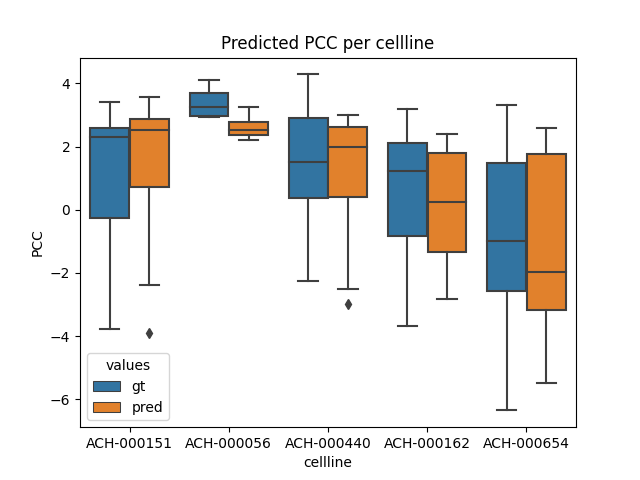 Predicted PCC per cellline
PCC
4
2
0
−2
−4
−6
values
gt
pred
ACH-000151 ACH-000056 ACH-000440 ACH-000162 ACH-000654
cellline